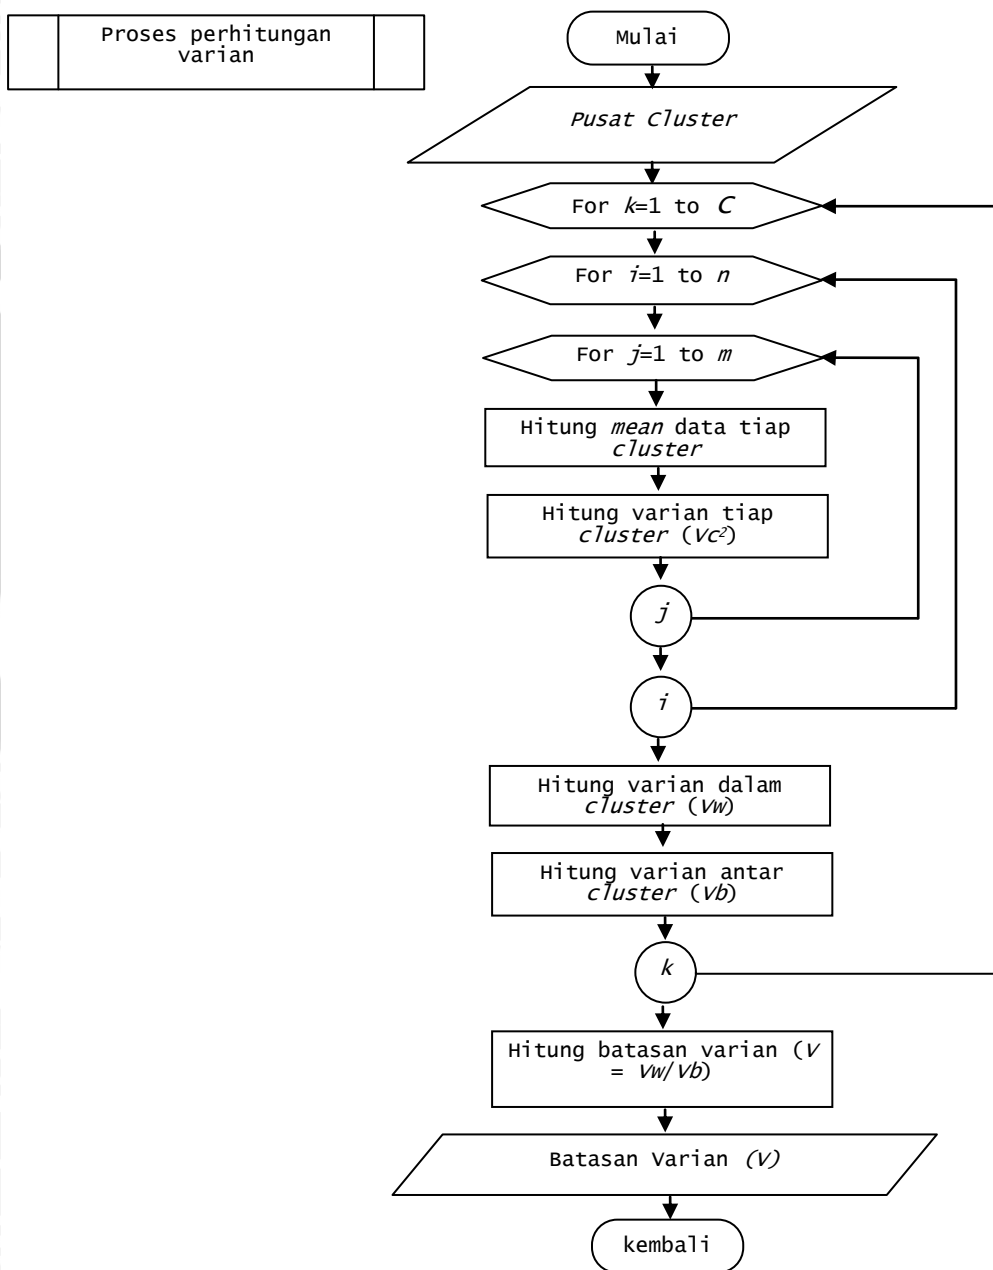 Proses perhitungan
varian
Mulai
Pusat Cluster
For k=1 to C
For i=1 to n
For j=1 to m
Hitung mean data tiap
cluster
Hitung varian tiap
cluster (Vc²)
j
i
Hitung varian dalam
cluster (Vw)
Hitung varian antar
cluster (Vb)
k
Hitung batasan varian (V
= Vw/Vb)
Batasan Varian (V)
kembali